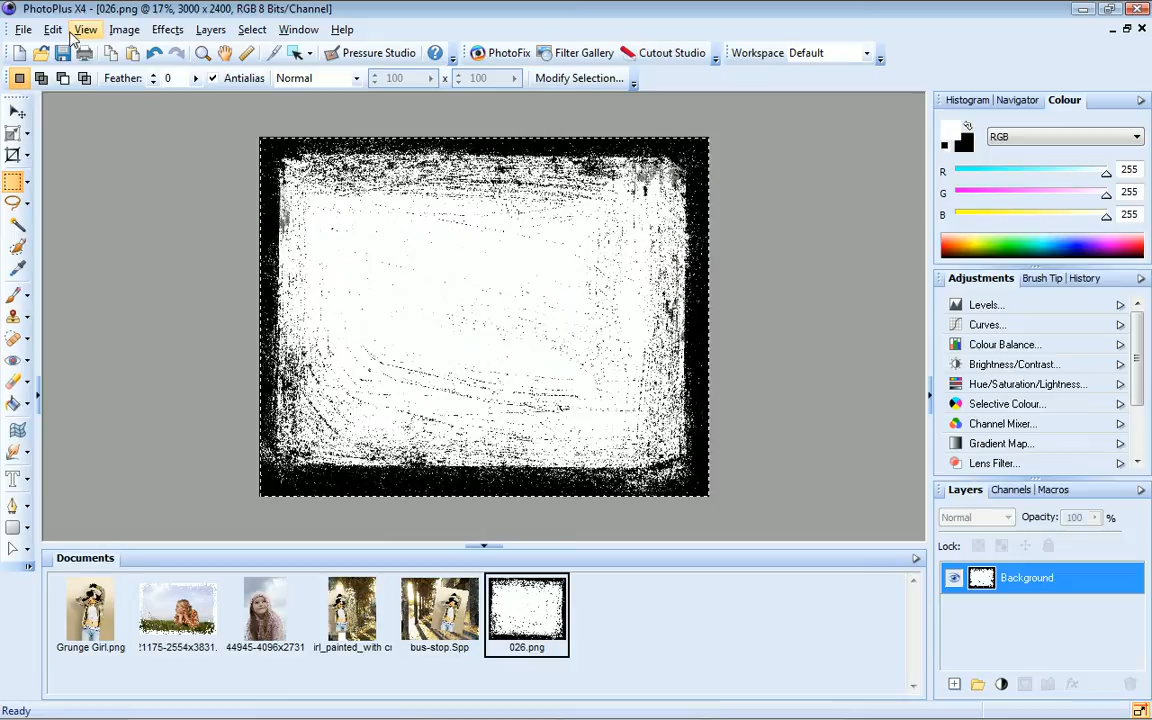 PhotoPlus X4 - [026.png @ 17%, 3000 x 2400, RGB 8 Bits/Channel]
File Edit View Image Effects Layers Select Window Help
Pressure Studio ? PhotoFix Filter Gallery Cutout Studio Workspace Default
Feather: 0 Antialias Normal 100 x 100 Modify Selection...
Histogram Navigator Colour
RGB
R 255
G 255
B 255
Adjustments Brush Tip History
Levels...
Curves...
Colour Balance...
Brightness/Contrast...
Hue/Saturation/Lightness...
Selective Colour...
Channel Mixer...
Gradient Map...
Lens Filter...
Layers Channels Macros
Normal Opacity: 100 %
Lock:
Background
Documents
Grunge Girl.png !1175-2554x3831. 44945-4096x2731 irl_painted_with cr bus-stop.Spp 026.png
Ready